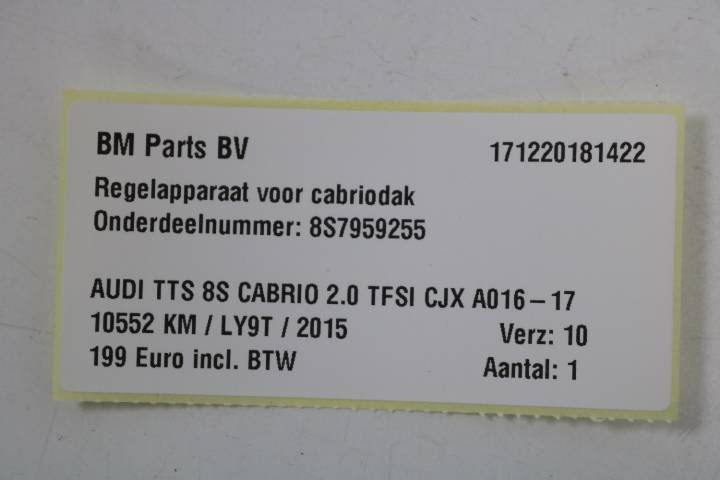 BM Parts BV 171220181422
Regelapparaat voor cabriodak
Onderdeelnummer: 8S7959255
AUDI TTS 8S CABRIO 2.0 TFSI CJX A016-17
10552 KM / LY9T / 2015 Verz: 10
199 Euro incl. BTW Aantal: 1